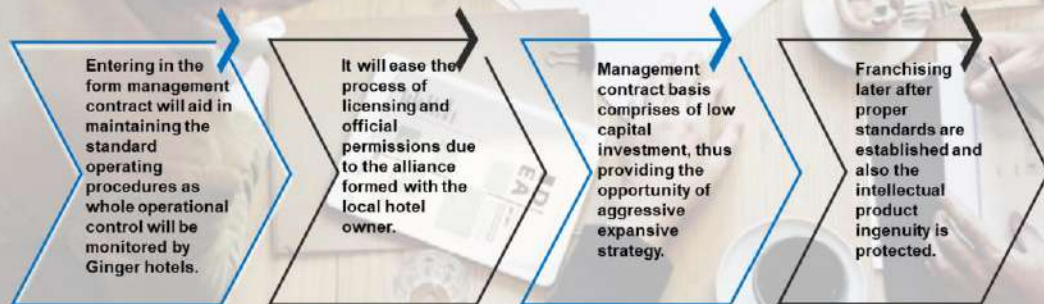 Entering in the
form management
contract will aid in
maintaining the
standard
operating
procedures as
whole operational
control will be
monitored by
Ginger hotels.
It will ease the
process of
licensing and
official
permissions due
to the alliance
formed with the
local hotel
owner.
Management
contract basis
comprises of low
capital
investment, thus
providing the
opportunity of
aggressive
expansive
strategy.
Franchising
later after
proper
standards are
established and
also the
intellectual
product
ingenuity is
protected.